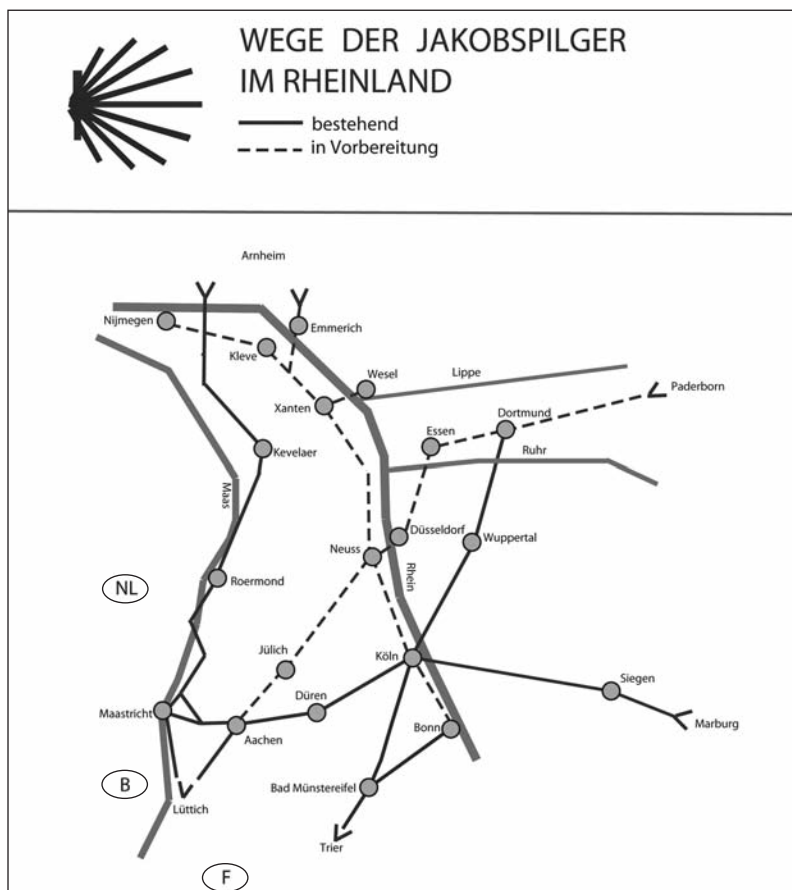 WEGE DER JAKOBSPILGER
IM RHEINLAND
bestehend
in Vorbereitung
Arnheim
Nijmegen
Emmerich
Kleve
Wesel
Lippe
Paderborn
Xanten
Dortmund
Essen
Kevelaer
Ruhr
Maas
Düsseldorf
Wuppertal
Neuss
Rhein
NL
Roermond
Jülich
Köln
Siegen
Düren
Maastricht
Aachen
Bonn
Marburg
B
Bad Münstereifel
Lüttich
Trier
F